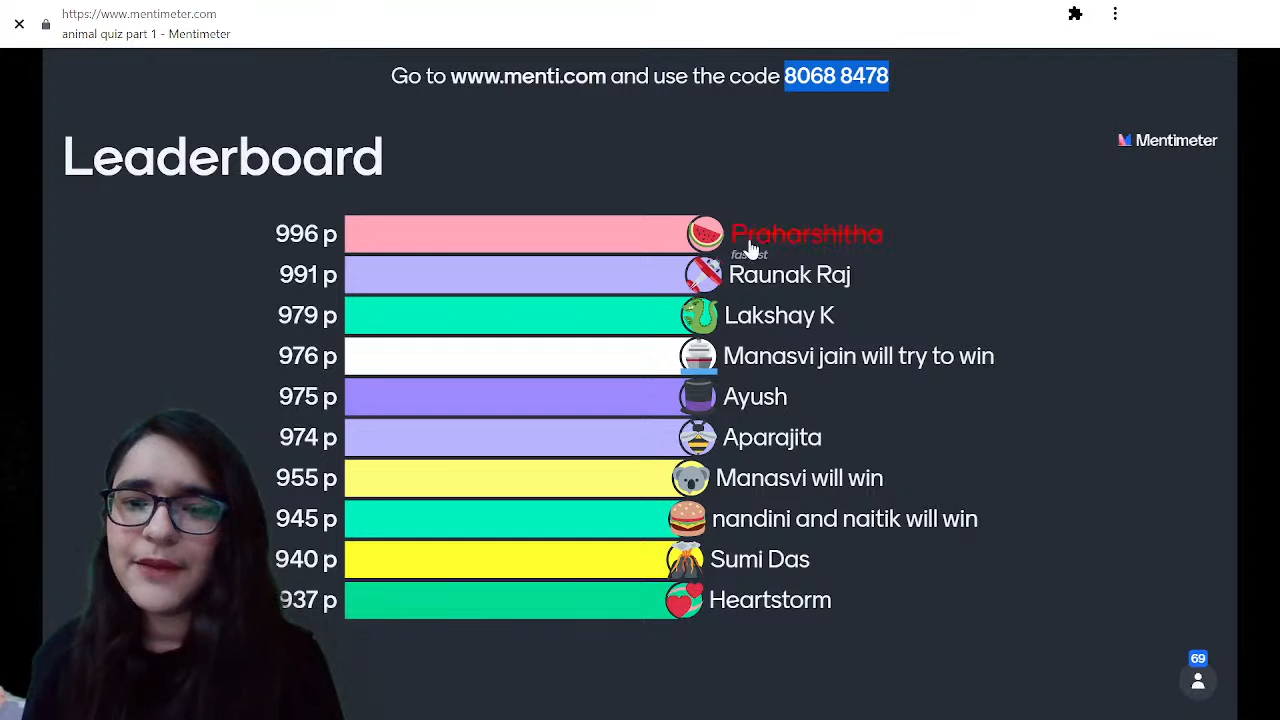 https://www.mentimeter.com
animal quiz part 1 - Mentimeter
Go to www.menti.com and use the code 8068 8478
Leaderboard
Mentimeter
996 p Praharshitha
fastest
991 p Raunak Raj
979 p Lakshay K
976 p Manasvi jain will try to win
975 p Ayush
974 p Aparajita
955 p Manasvi will win
945 p nandini and naitik will win
940 p Sumi Das
937 p Heartstorm
69